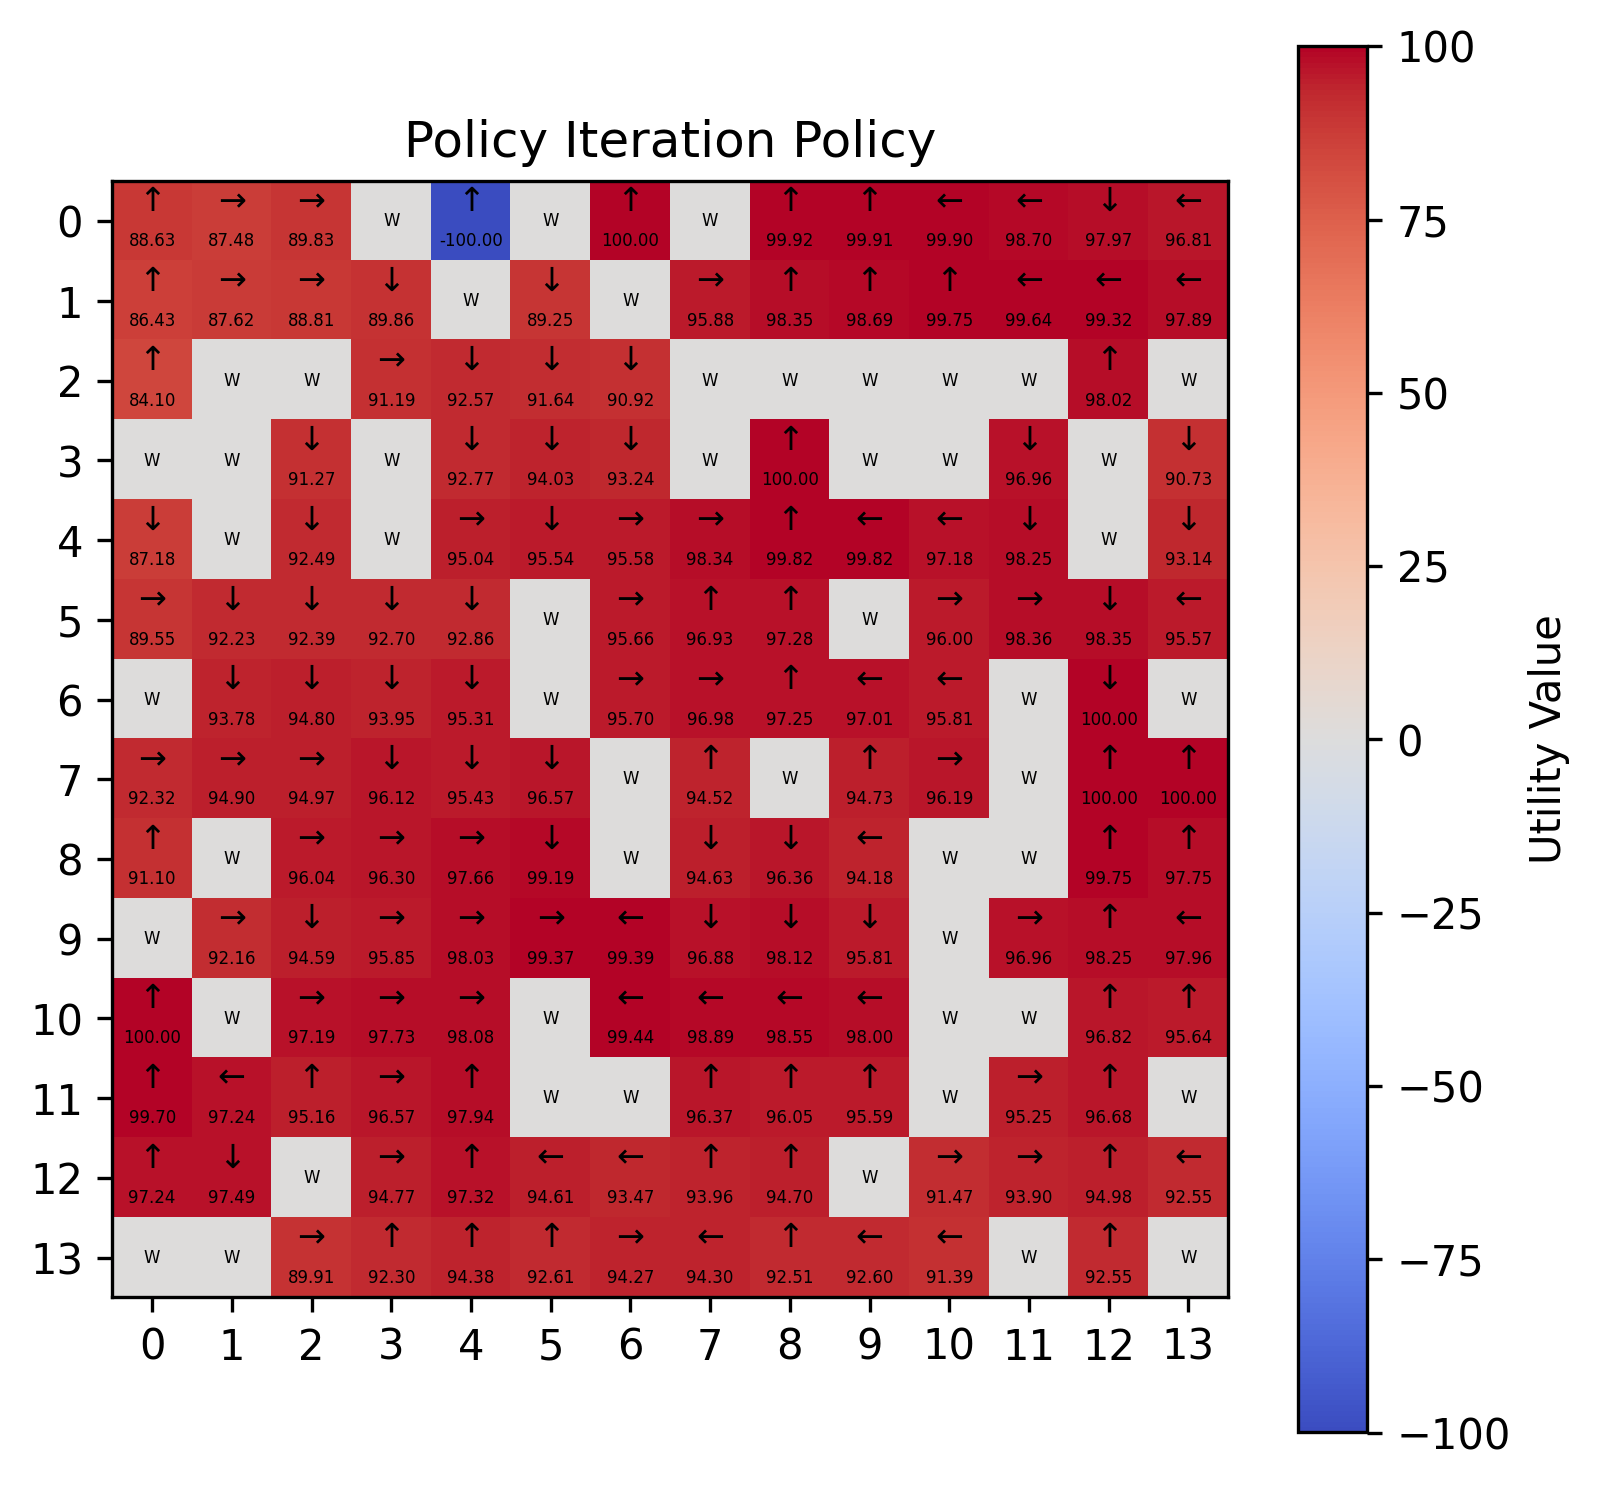 Policy Iteration Policy
0 ↑ → → W ↑ W ↑ W ↑ ↑ ← ← ↓ ←
88.63 87.48 89.83 -100.00 100.00 99.92 99.91 99.90 98.70 97.97 96.81
1 ↑ → → ↓ W ↓ W → ↑ ↑ ↑ ← ← ←
86.43 87.62 88.81 89.86 89.25 95.88 98.35 98.69 99.75 99.64 99.32 97.89
2 ↑ W W → ↓ ↓ ↓ W W W W W ↑ W
84.10 91.19 92.57 91.64 90.92 98.02
3 W W ↓ W ↓ ↓ ↓ W ↑ W W ↓ W ↓
91.27 92.77 94.03 93.24 100.00 96.96 90.73
4 ↓ W ↓ W → ↓ → → ↑ ← ← ↓ W ↓
87.18 92.49 95.04 95.54 95.58 98.34 99.82 99.82 97.18 98.25 93.14
5 → ↓ ↓ ↓ ↓ W → ↑ ↑ W → → ↓ ←
89.55 92.23 92.39 92.70 92.86 95.66 96.93 97.28 96.00 98.36 98.35 95.57
6 W ↓ ↓ ↓ ↓ W → → ↑ ← ← W ↓ W
93.78 94.80 93.95 95.31 95.70 96.98 97.25 97.01 95.81 100.00
7 → → → ↓ ↓ ↓ W ↑ W ↑ → W ↑ ↑
92.32 94.90 94.97 96.12 95.43 96.57 94.52 94.73 96.19 100.00 100.00
8 ↑ W → → → ↓ W ↓ ↓ ← W W ↑ ↑
91.10 96.04 96.30 97.66 99.19 94.63 96.36 94.18 99.75 97.75
9 W → ↓ → → → ← ↓ ↓ ↓ W → ↑ ←
92.16 94.59 95.85 98.03 99.37 99.39 96.88 98.12 95.81 96.96 98.25 97.96
10 ↑ W → → → W ← ← ← ← W W ↑ ↑
100.00 97.19 97.73 98.08 99.44 98.89 98.55 98.00 96.82 95.64
11 ↑ ← ↑ → ↑ W W ↑ ↑ ↑ W → ↑ W
99.70 97.24 95.16 96.57 97.94 96.37 96.05 95.59 95.25 96.68
12 ↑ ↓ W → ↑ ← ← ↑ ↑ W → → ↑ ←
97.24 97.49 94.77 97.32 94.61 93.47 93.96 94.70 91.47 93.90 94.98 92.55
13 W W → ↑ ↑ ↑ → ← ↑ ← ← W ↑ W
89.91 92.30 94.38 92.61 94.27 94.30 92.51 92.60 91.39 92.55
0 1 2 3 4 5 6 7 8 9 10 11 12 13
100
75
50
25
0
−25
−50
−75
−100
Utility Value